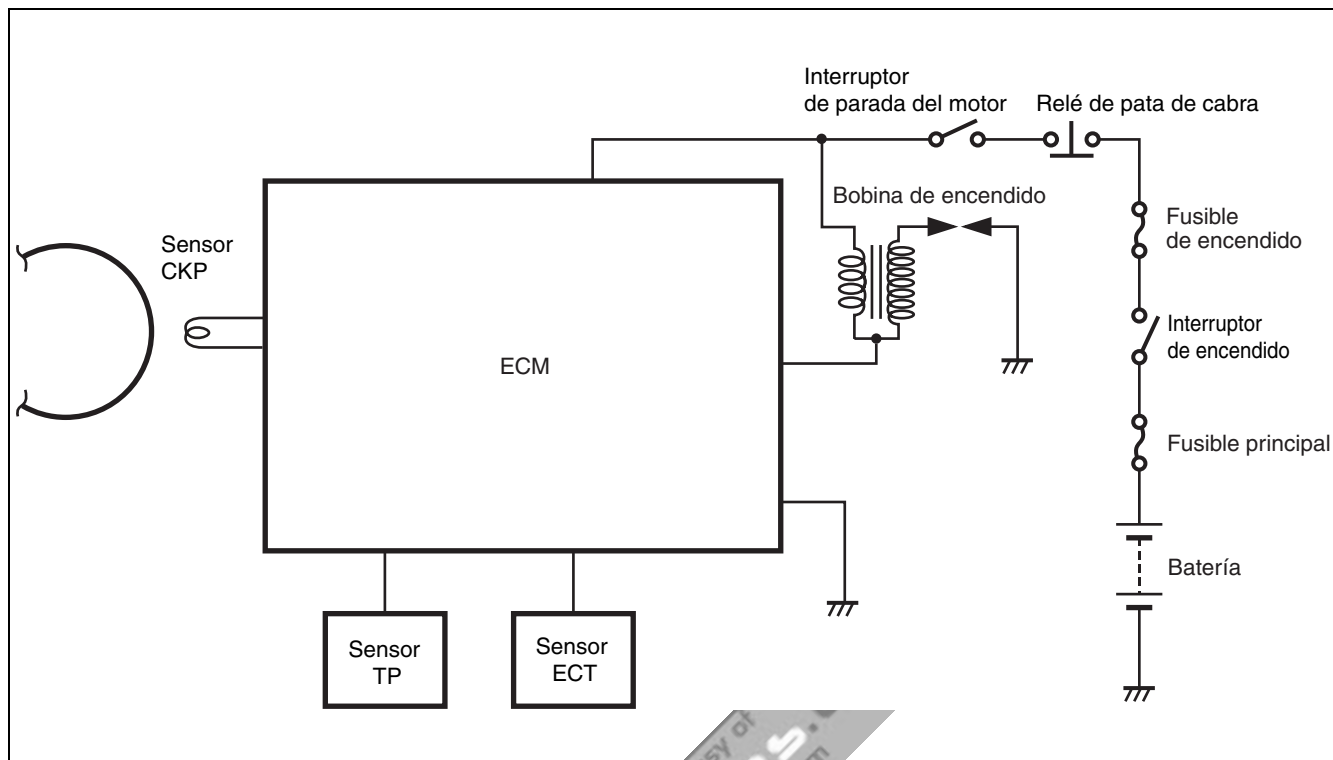 Interruptor
de parada del motor
Relé de pata de cabra
Bobina de encendido
Fusible
de encendido
Sensor
CKP
Interruptor
de encendido
ECM
Fusible principal
Batería
Sensor
TP
Sensor
ECT